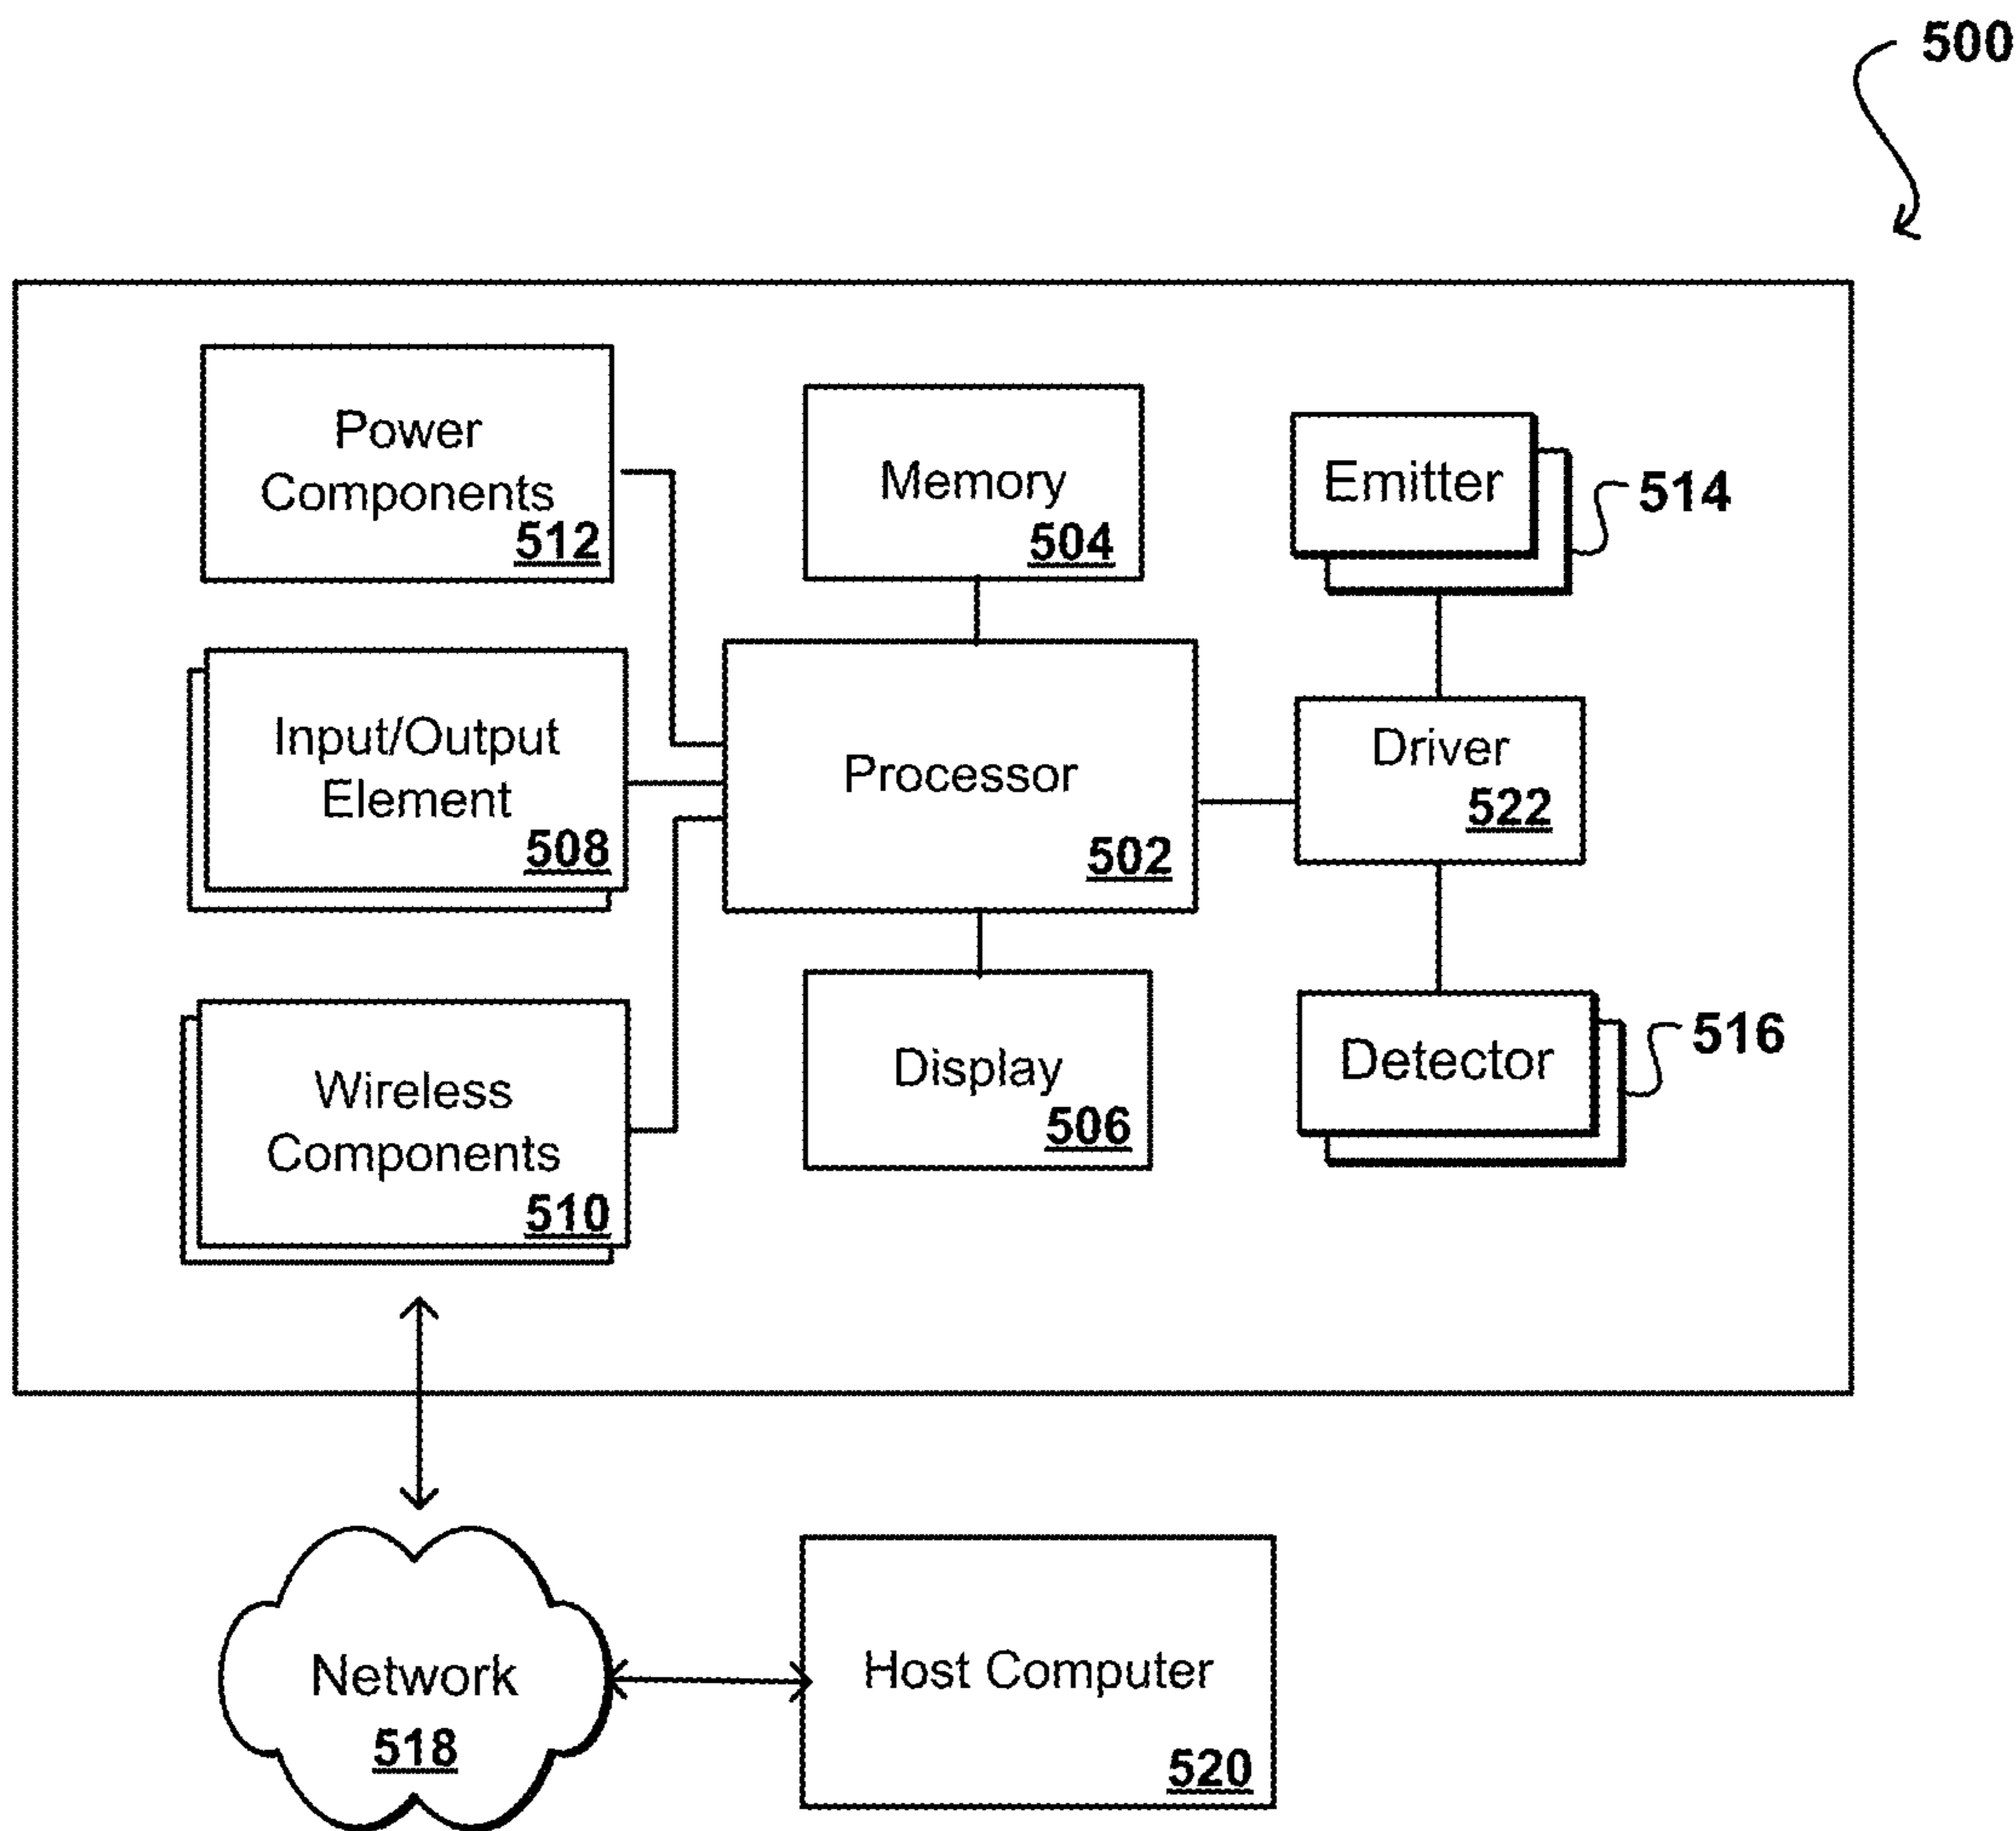 500
Power
Components
512
Memory
504
Emitter
514
Input/Output
Element
508
Processor
502
Driver
522
Wireless
Components
510
Display
506
Detector
516
Network
518
Host Computer
520